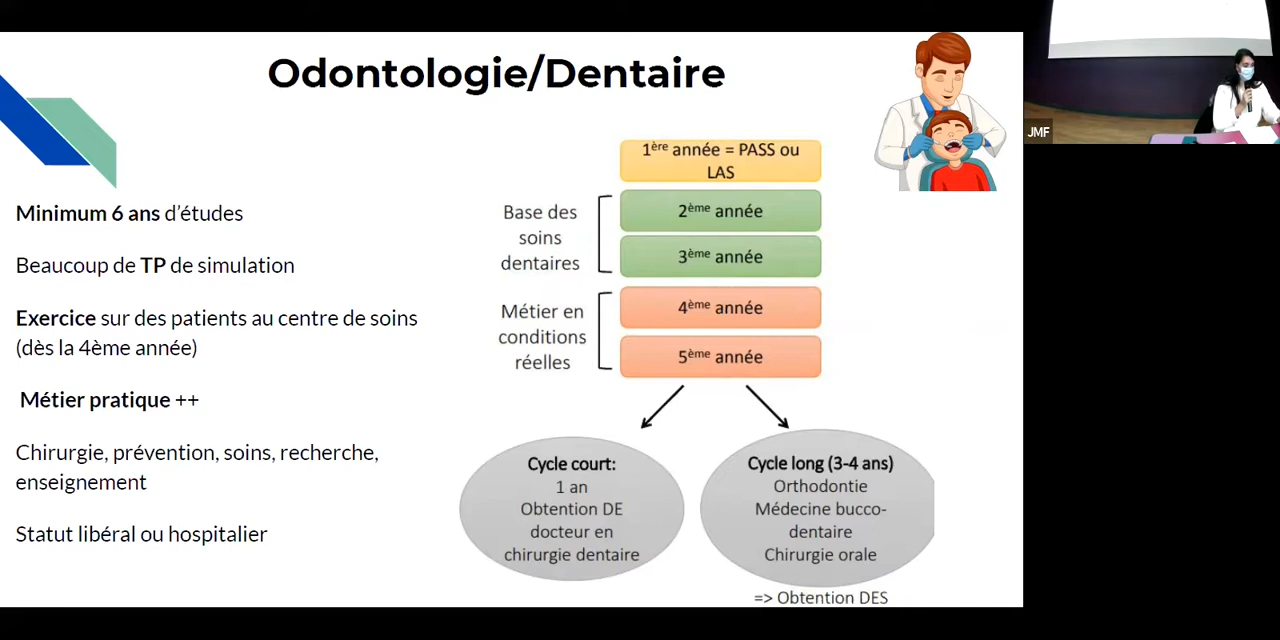 Odontologie/Dentaire
JMF
Minimum 6 ans d'études
Beaucoup de TP de simulation
Exercice sur des patients au centre de soins
(dès la 4ème année)
Métier pratique ++
Chirurgie, prévention, soins, recherche,
enseignement
Statut libéral ou hospitalier
1ère année = PASS ou
LAS
Base des
soins
dentaires
2ème année
3ème année
Métier en
conditions
réelles
4ème année
5ème année
Cycle court:
1 an
Obtention DE
docteur en
chirurgie dentaire
Cycle long (3-4 ans)
Orthodontie
Médecine bucco-
dentaire
Chirurgie orale
=> Obtention DES